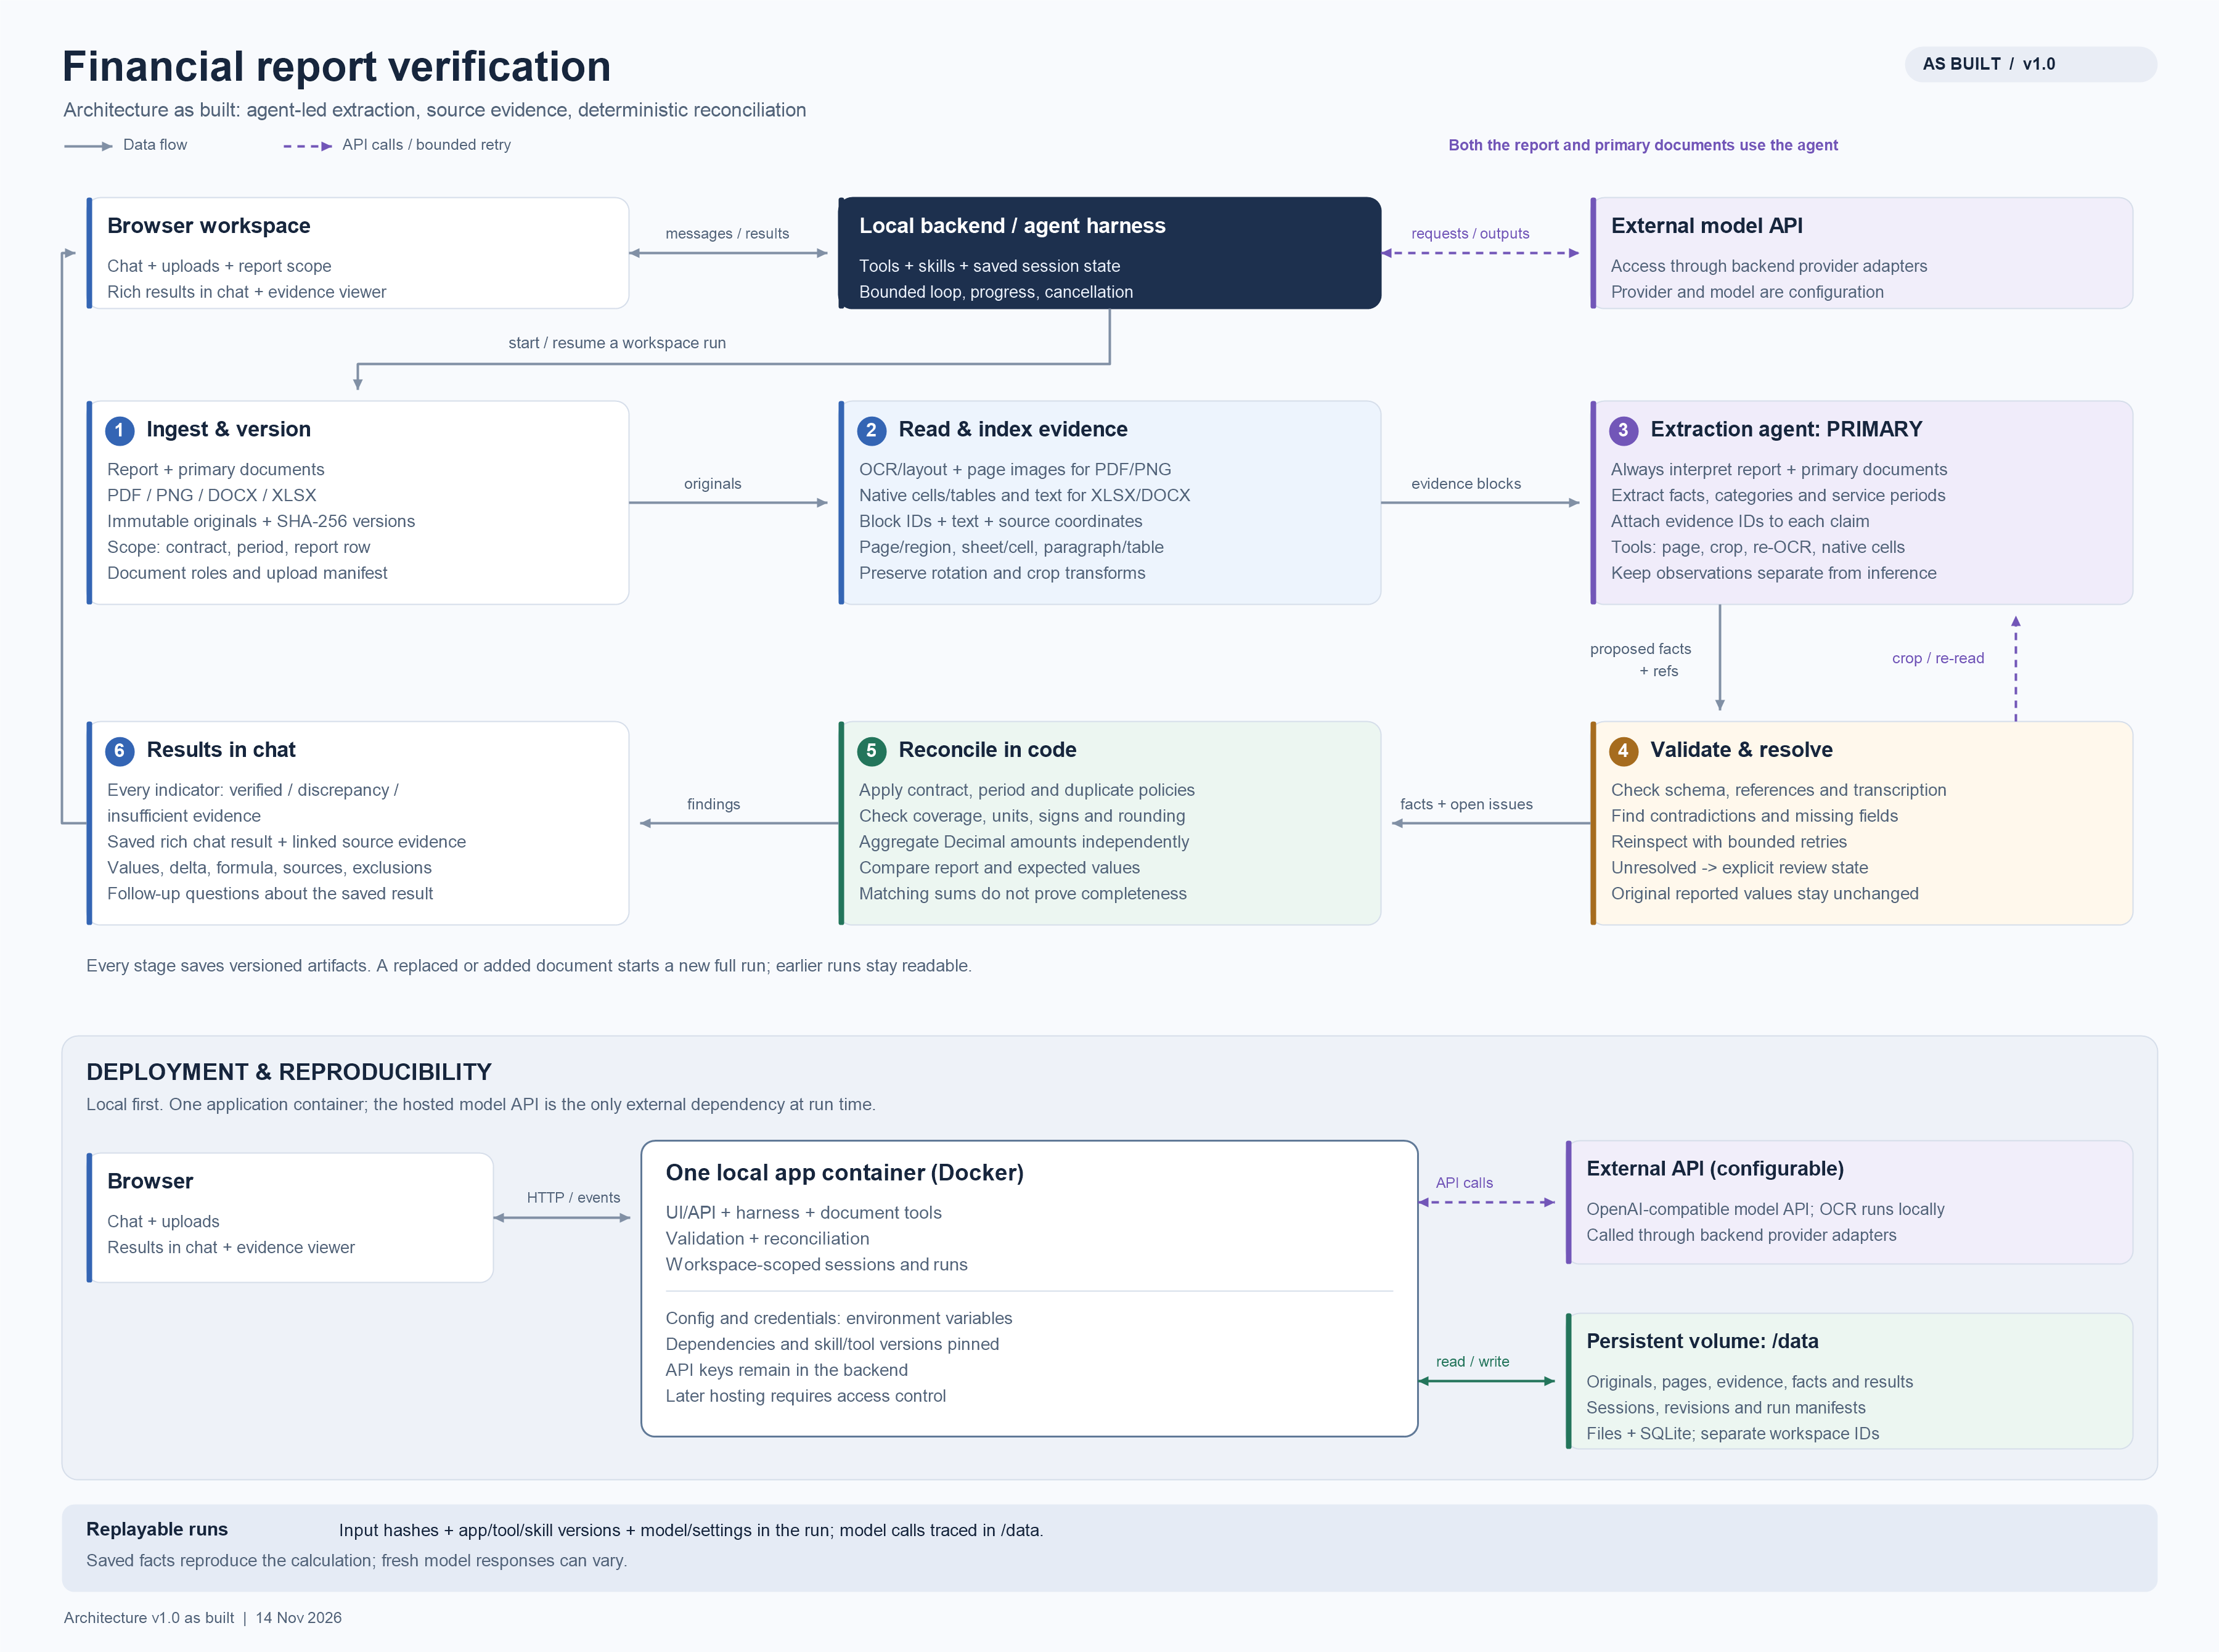 Financial report verification
AS BUILT / v1.0
Architecture as built: agent-led extraction, source evidence, deterministic reconciliation
Data flow
API calls / bounded retry
Both the report and primary documents use the agent
Browser workspace
Chat + uploads + report scope
Rich results in chat + evidence viewer
messages / results
Local backend / agent harness
Tools + skills + saved session state
Bounded loop, progress, cancellation
requests / outputs
External model API
Access through backend provider adapters
Provider and model are configuration
start / resume a workspace run
1 Ingest & version
Report + primary documents
PDF / PNG / DOCX / XLSX
Immutable originals + SHA-256 versions
Scope: contract, period, report row
Document roles and upload manifest
originals
2 Read & index evidence
OCR/layout + page images for PDF/PNG
Native cells/tables and text for XLSX/DOCX
Block IDs + text + source coordinates
Page/region, sheet/cell, paragraph/table
Preserve rotation and crop transforms
evidence blocks
3 Extraction agent: PRIMARY
Always interpret report + primary documents
Extract facts, categories and service periods
Attach evidence IDs to each claim
Tools: page, crop, re-OCR, native cells
Keep observations separate from inference
proposed facts
+ refs
crop / re-read
6 Results in chat
Every indicator: verified / discrepancy /
insufficient evidence
Saved rich chat result + linked source evidence
Values, delta, formula, sources, exclusions
Follow-up questions about the saved result
findings
5 Reconcile in code
Apply contract, period and duplicate policies
Check coverage, units, signs and rounding
Aggregate Decimal amounts independently
Compare report and expected values
Matching sums do not prove completeness
facts + open issues
4 Validate & resolve
Check schema, references and transcription
Find contradictions and missing fields
Reinspect with bounded retries
Unresolved -> explicit review state
Original reported values stay unchanged
Every stage saves versioned artifacts. A replaced or added document starts a new full run; earlier runs stay readable.
DEPLOYMENT & REPRODUCIBILITY
Local first. One application container; the hosted model API is the only external dependency at run time.
Browser
Chat + uploads
Results in chat + evidence viewer
HTTP / events
One local app container (Docker)
UI/API + harness + document tools
Validation + reconciliation
Workspace-scoped sessions and runs
Config and credentials: environment variables
Dependencies and skill/tool versions pinned
API keys remain in the backend
Later hosting requires access control
API calls
External API (configurable)
OpenAI-compatible model API; OCR runs locally
Called through backend provider adapters
read / write
Persistent volume: /data
Originals, pages, evidence, facts and results
Sessions, revisions and run manifests
Files + SQLite; separate workspace IDs
Replayable runs
Input hashes + app/tool/skill versions + model/settings in the run; model calls traced in /data.
Saved facts reproduce the calculation; fresh model responses can vary.
Architecture v1.0 as built | 14 Nov 2026